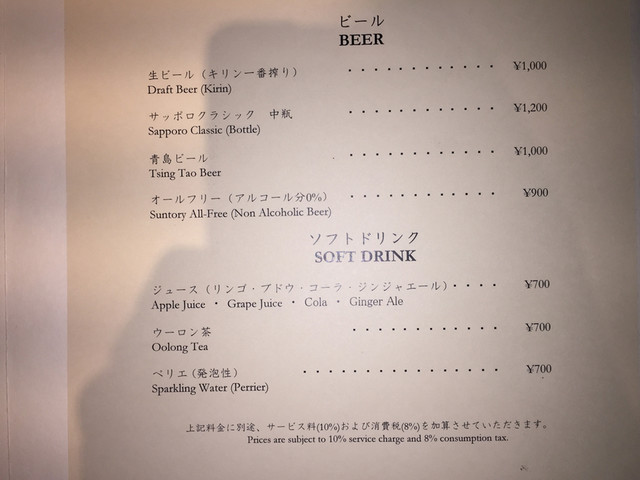 ビール
BEER
生ビール（キリン一番搾り） ・・・・・・・・・・・・ ¥1,000
Draft Beer (Kirin)
サッポロクラシック　中瓶 ・・・・・・・・・・・・ ¥1,200
Sapporo Classic (Bottle)
青島ビール ・・・・・・・・・・・・ ¥1,000
Tsing Tao Beer
オールフリー（アルコール分0%） ・・・・・・・・・・・・ ¥900
Suntory All-Free (Non Alcoholic Beer)
ソフトドリンク
SOFT DRINK
ジュース（リンゴ・ブドウ・コーラ・ジンジャエール）・・・・ ¥700
Apple Juice ・ Grape Juice ・ Cola ・ Ginger Ale
ウーロン茶 ・・・・・・・・・・・・ ¥700
Oolong Tea
ペリエ（発泡性） ・・・・・・・・・・・・・・・・ ¥700
Sparkling Water (Perrier)
上記料金に別途、サービス料(10%)および消費税(8%)を加算させていただきます。
Prices are subject to 10% service charge and 8% consumption tax.